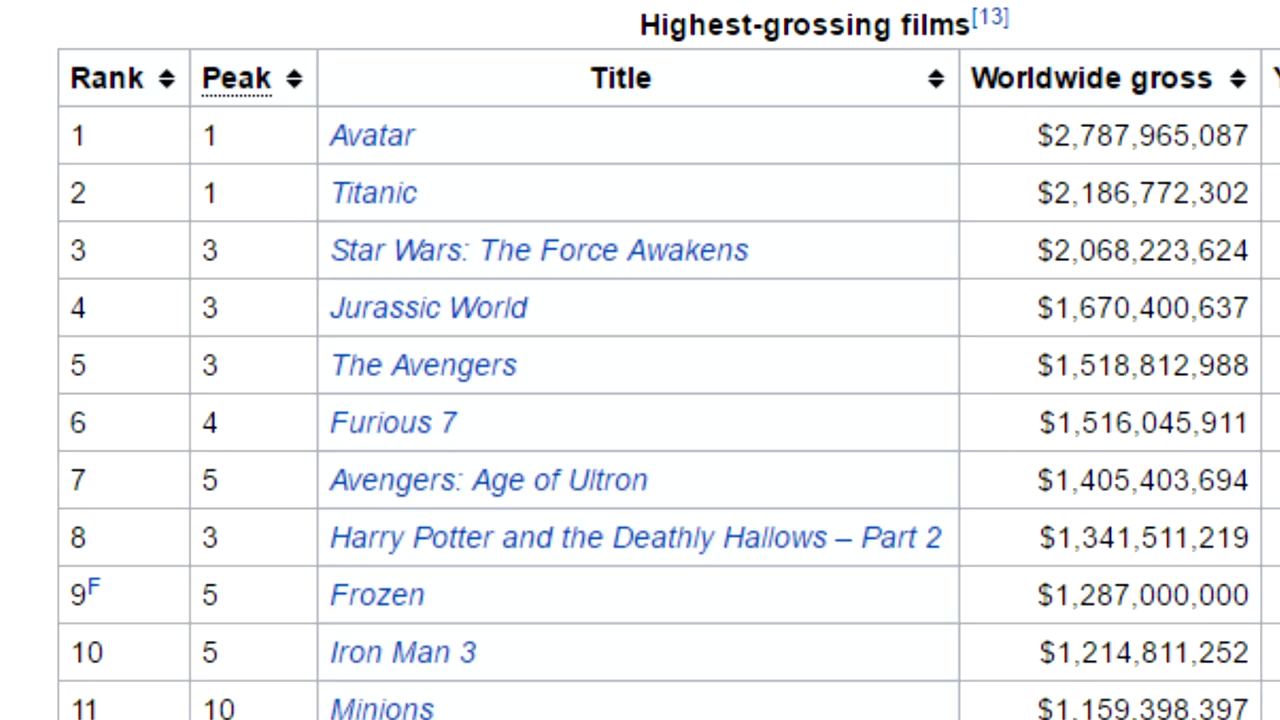 Highest-grossing films[13]
Rank Peak Title Worldwide gross
1 1 Avatar $2,787,965,087
2 1 Titanic $2,186,772,302
3 3 Star Wars: The Force Awakens $2,068,223,624
4 3 Jurassic World $1,670,400,637
5 3 The Avengers $1,518,812,988
6 4 Furious 7 $1,516,045,911
7 5 Avengers: Age of Ultron $1,405,403,694
8 3 Harry Potter and the Deathly Hallows – Part 2 $1,341,511,219
9F 5 Frozen $1,287,000,000
10 5 Iron Man 3 $1,214,811,252
11 10 Minions $1,159,398,397